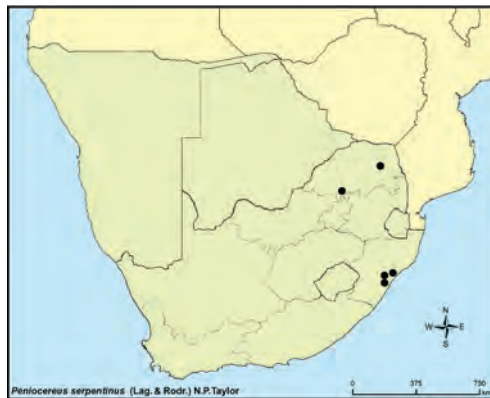 N
W E
S
Peniocereus serpentinus (Lag. & Rodr.) N.P.Taylor
0 375 750
km